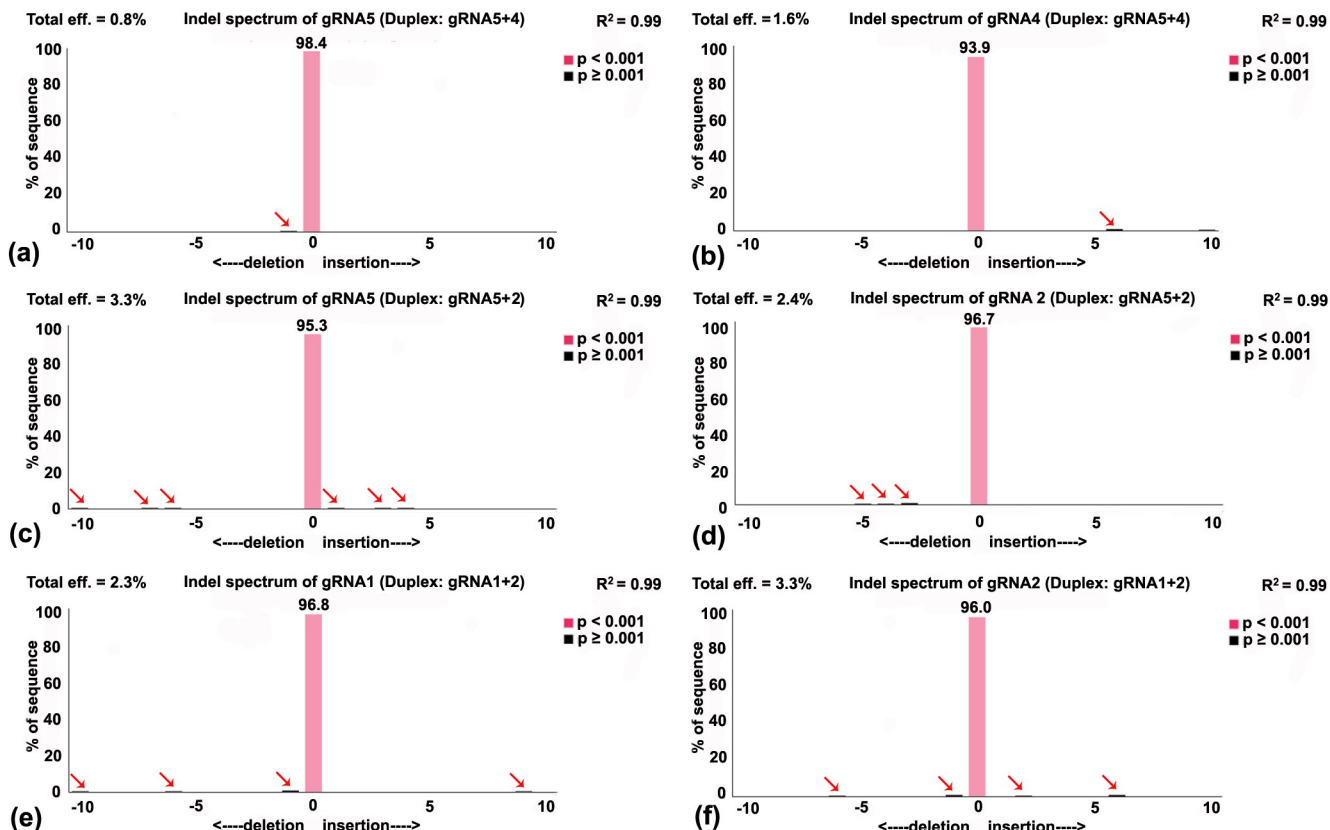 Total eff. = 0.8% Indel spectrum of gRNA5 (Duplex: gRNA5+4) R² = 0.99
98.4
p < 0.001
p ≥ 0.001
% of sequence
100
80
60
40
20
0
-10 -5 0 5 10
<----deletion insertion---->
(a)
Total eff. =1.6% Indel spectrum of gRNA4 (Duplex: gRNA5+4) R² = 0.99
93.9
p < 0.001
p ≥ 0.001
% of sequence
100
80
60
40
20
0
-10 -5 0 5 10
<----deletion insertion---->
(b)
Total eff. = 3.3% Indel spectrum of gRNA5 (Duplex: gRNA5+2) R² = 0.99
95.3
p < 0.001
p ≥ 0.001
% of sequence
100
80
60
40
20
0
-10 -5 0 5 10
<----deletion insertion---->
(c)
Total eff. = 2.4% Indel spectrum of gRNA 2 (Duplex: gRNA5+2) R² = 0.99
96.7
p < 0.001
p ≥ 0.001
% of sequence
100
80
60
40
20
0
-10 -5 0 5 10
<----deletion insertion---->
(d)
Total eff. = 2.3% Indel spectrum of gRNA1 (Duplex: gRNA1+2) R² = 0.99
96.8
p < 0.001
p ≥ 0.001
% of sequence
100
80
60
40
20
0
-10 -5 0 5 10
<----deletion insertion---->
(e)
Total eff. = 3.3% Indel spectrum of gRNA2 (Duplex: gRNA1+2) R² = 0.99
96.0
p < 0.001
p ≥ 0.001
% of sequence
100
80
60
40
20
0
-10 -5 0 5 10
<----deletion insertion---->
(f)